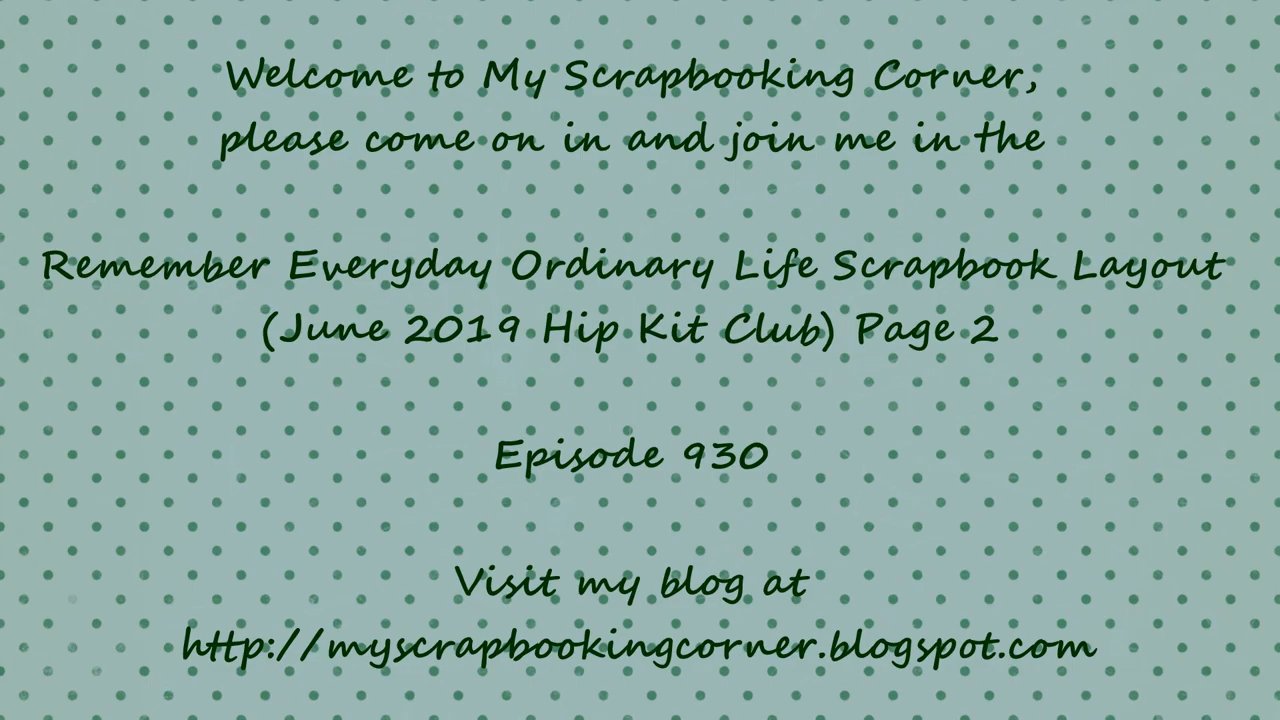 Welcome to My Scrapbooking Corner,
please come on in and join me in the
Remember Everyday Ordinary Life Scrapbook Layout
(June 2019 Hip Kit Club) Page 2
Episode 930
Visit my blog at
http://myscrapbookingcorner.blogspot.com